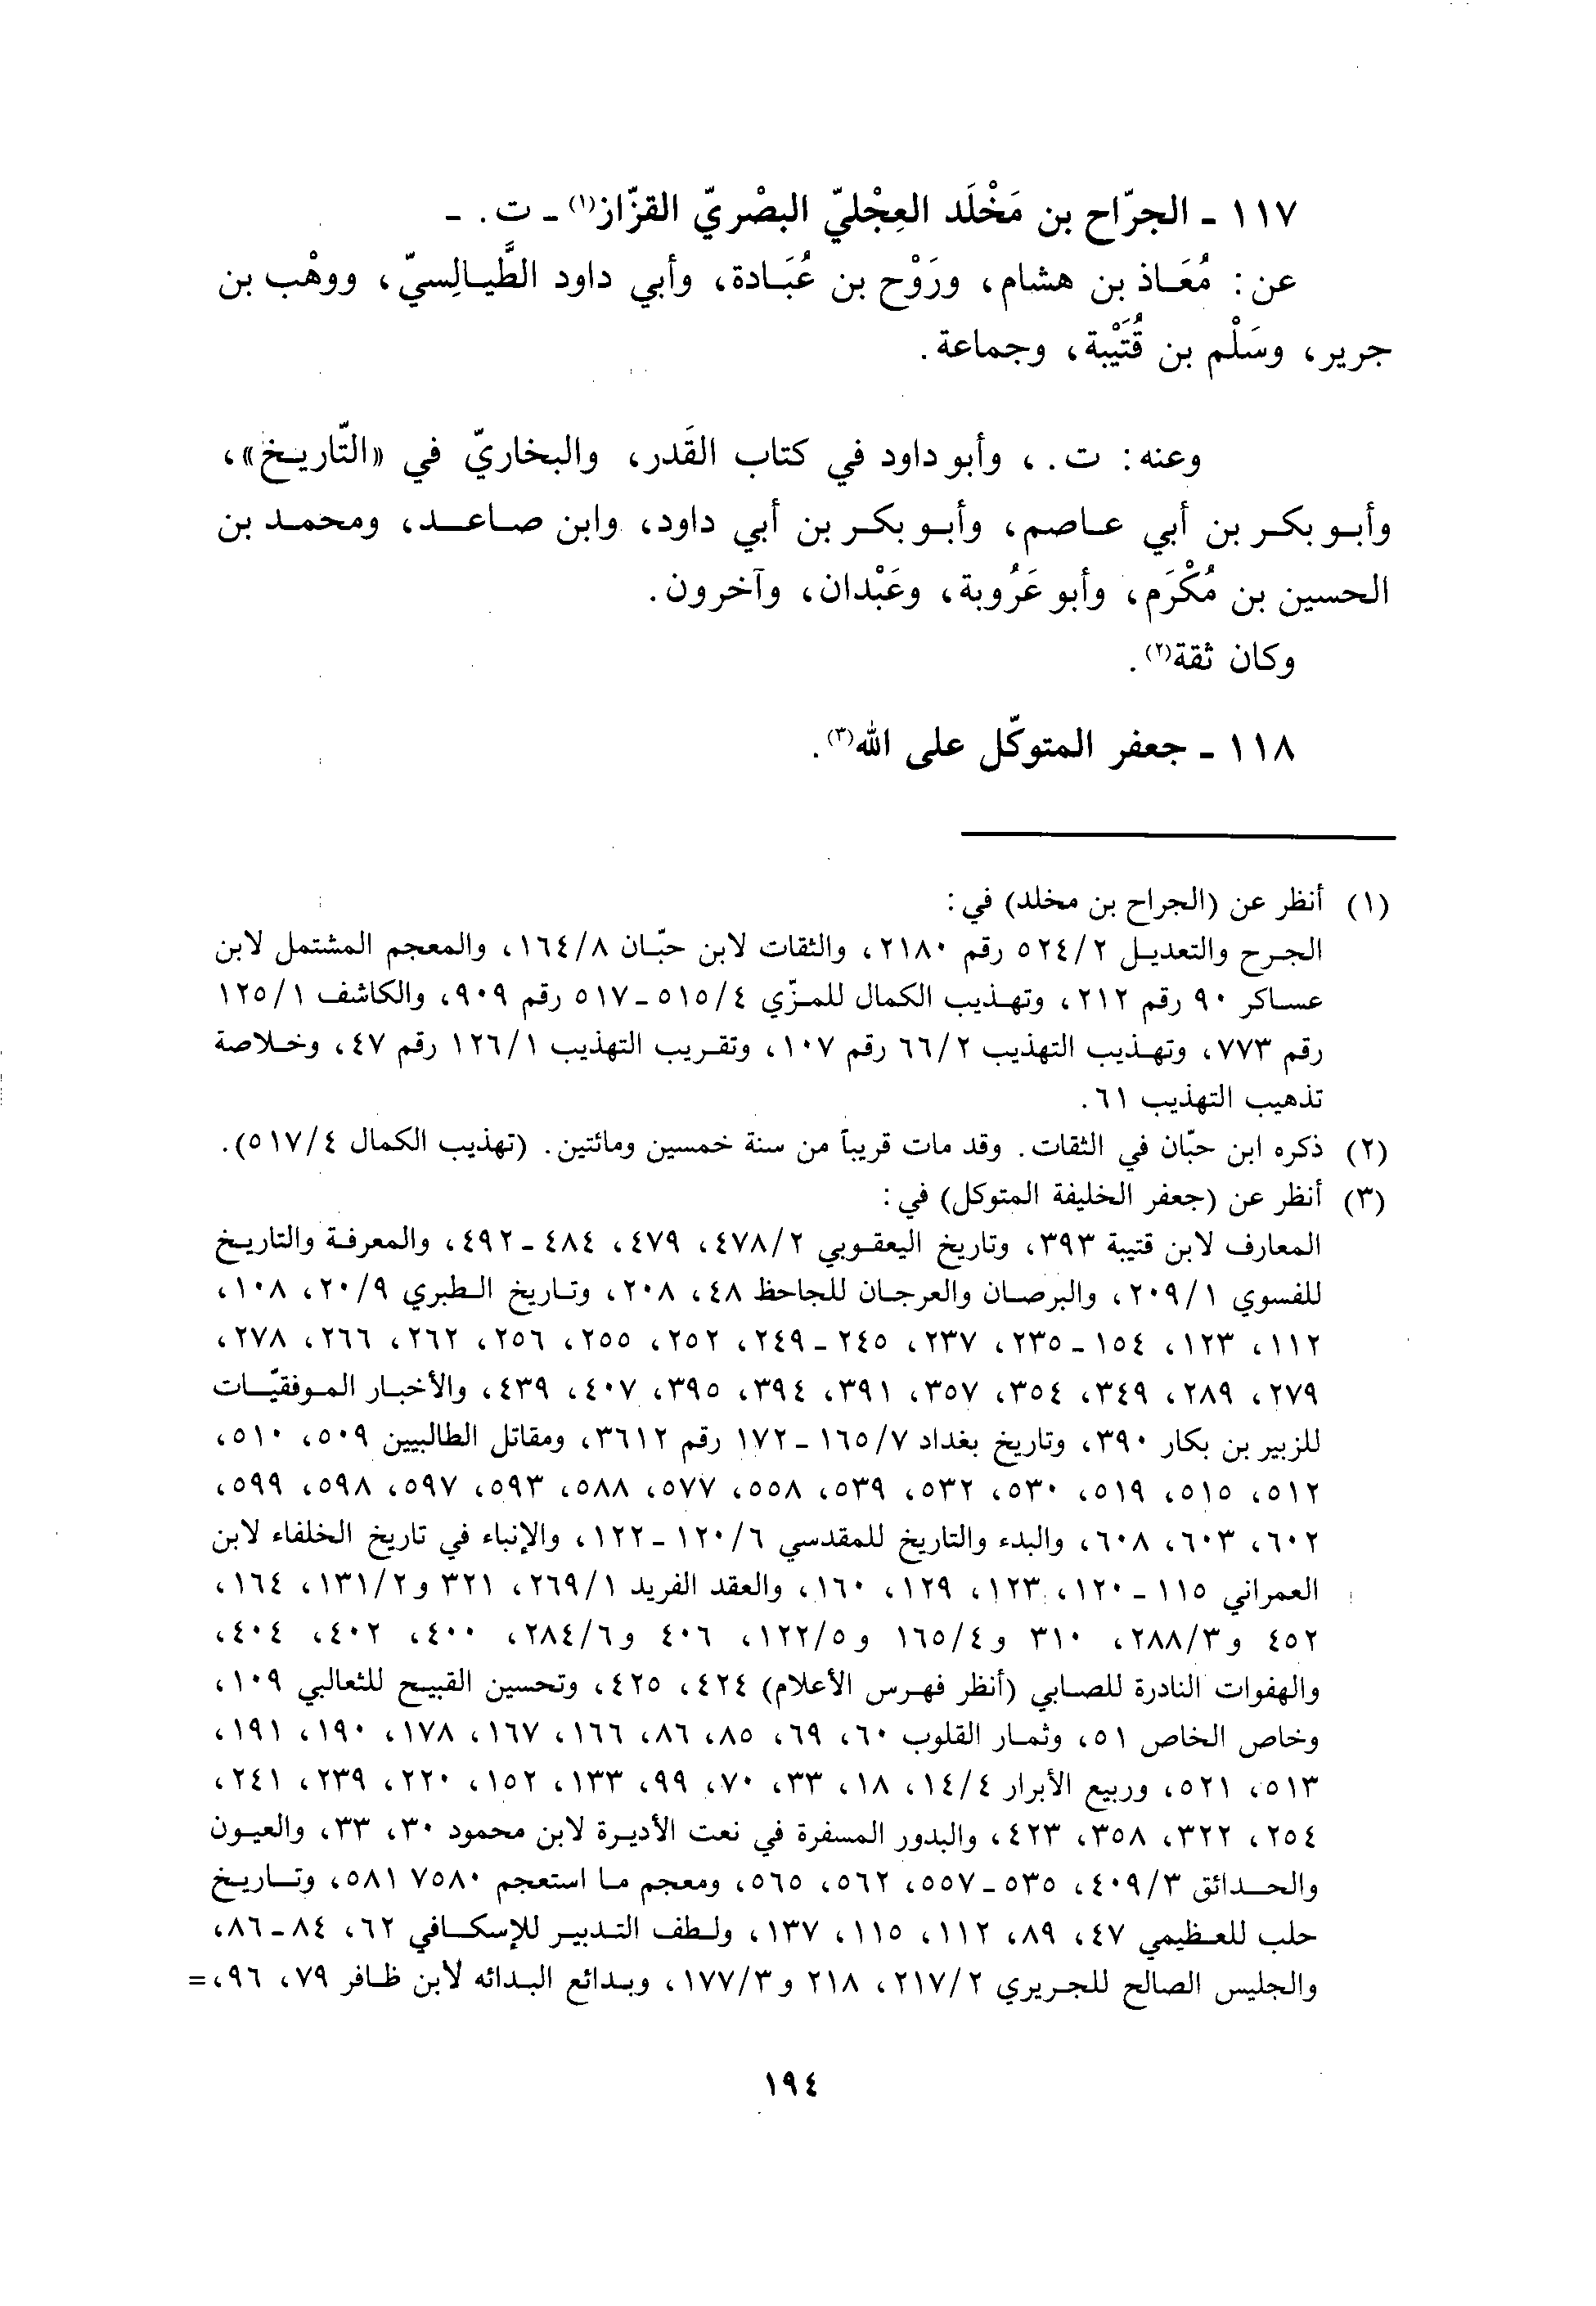 ١١٧ - الجرّاح بن مَخْلَد العِجْليّ البصْريّ القزّاز(١) - ت. -
عن: مُعَاذ بن هشام، ورَوْح بن عُبَادة، وأبي داود الطَّيالِسيّ، ووهْب بن
جرير، وسَلْم بن قُتَيْبة، وجماعة.
وعنه: ت.، وأبو داود في كتاب القَدر، والبخاريّ في «التّاريخ»،
وأبو بكر بن أبي عاصم، وأبو بكر بن أبي داود، وابن صاعد، ومحمد بن
الحسين بن مُكْرَم، وأبو عَرُوبة، وعَبْدان، وآخرون.
وكان ثقة(٢).
١١٨ - جعفر المتوكّل على الله(٣).
(١) أنظر عن (الجراح بن مخلد) في:
الجرح والتعديل ٥٢٤/٢ رقم ٢١٨٠، والثقات لابن حبّان ١٦٤/٨، والمعجم المشتمل لابن
عساكر ٩٠ رقم ٢١٢، وتهذيب الكمال للمزّي ٥١٥/٤ - ٥١٧ رقم ٩٠٩، والكاشف ١٢٥/١
رقم ٧٧٣، وتهذيب التهذيب ٦٦/٢ رقم ١٠٧، وتقريب التهذيب ١٢٦/١ رقم ٤٧، وخلاصة
تذهيب التهذيب ٦١.
(٢) ذكره ابن حبّان في الثقات. وقد مات قريباً من سنة خمسين ومائتين. (تهذيب الكمال ٥١٧/٤).
(٣) أنظر عن (جعفر الخليفة المتوكل) في:
المعارف لابن قتيبة ٣٩٣، وتاريخ اليعقوبي ٤٧٨/٢، ٤٧٩، ٤٨٤ - ٤٩٢، والمعرفة والتاريخ
للفسوي ٢٠٩/١، والبرصان والعرجان للجاحظ ٤٨، ٢٠٨، وتاريخ الطبري ٢٠/٩، ١٠٨،
١١٢، ١٢٣، ١٥٤ - ٢٣٥، ٢٣٧، ٢٤٥ - ٢٤٩، ٢٥٢، ٢٥٥، ٢٥٦، ٢٦٢، ٢٦٦، ٢٧٨،
٢٧٩، ٢٨٩، ٣٤٩، ٣٥٤، ٣٥٧، ٣٩١، ٣٩٤، ٣٩٥، ٤٠٧، ٤٣٩، والأخبار الموفقيّات
للزبير بن بكار ٣٩٠، وتاريخ بغداد ١٦٥/٧ - ١٧٢ رقم ٣٦١٢، ومقاتل الطالبيين ٥٠٩، ٥١٠،
٥١٢، ٥١٥، ٥١٩، ٥٣٠، ٥٣٢، ٥٣٩، ٥٥٨، ٥٧٧، ٥٨٨، ٥٩٣، ٥٩٧، ٥٩٨، ٥٩٩،
٦٠٢، ٦٠٣، ٦٠٨، والبدء والتاريخ للمقدسي ١٢٠/٦ - ١٢٢، والإنباء في تاريخ الخلفاء لابن
العمراني ١١٥ - ١٢٠، ١٢٣، ١٢٩، ١٦٠، والعقد الفريد ٢٦٩/١، ٣٢١ و١٣١/٢، ١٦٤،
٤٥٢ و٢٨٨/٣، ٣١٠ و١٦٥/٤ و١٢٢/٥، ٤٠٦ و٢٨٤/٦، ٤٠٠، ٤٠٢، ٤٠٤،
والهفوات النادرة للصابي (أنظر فهرس الأعلام) ٤٢٤، ٤٢٥، وتحسين القبيح للثعالبي ١٠٩،
وخاص الخاص ٥١، وثمار القلوب ٦٠، ٦٩، ٨٥، ٨٦، ١٦٦، ١٦٧، ١٧٨، ١٩٠، ١٩١،
٥١٣، ٥٢١، وربيع الأبرار ١٤/٤، ١٨، ٣٣، ٧٠، ٩٩، ١٣٣، ١٥٢، ٢٢٠، ٢٣٩، ٢٤١،
٢٥٤، ٣٢٢، ٣٥٨، ٤٢٣، والبدور المسفرة في نعت الأديرة لابن محمود ٣٠، ٣٣، والعيون
والحدائق ٤٠٩/٣، ٥٣٥ - ٥٥٧، ٥٦٢، ٥٦٥، ومعجم ما استعجم ٧٥٨٠ ٥٨١، وتاريخ
حلب للعظيمي ٤٧، ٨٩، ١١٢، ١١٥، ١٣٧، ولطف التدبير للإسكافي ٦٢، ٨٤ - ٨٦،
والجليس الصالح للجريري ٢١٧/٢، ٢١٨ و١٧٧/٣، وبدائع البدائه لابن ظافر ٧٩، ٩٦، =
١٩٤